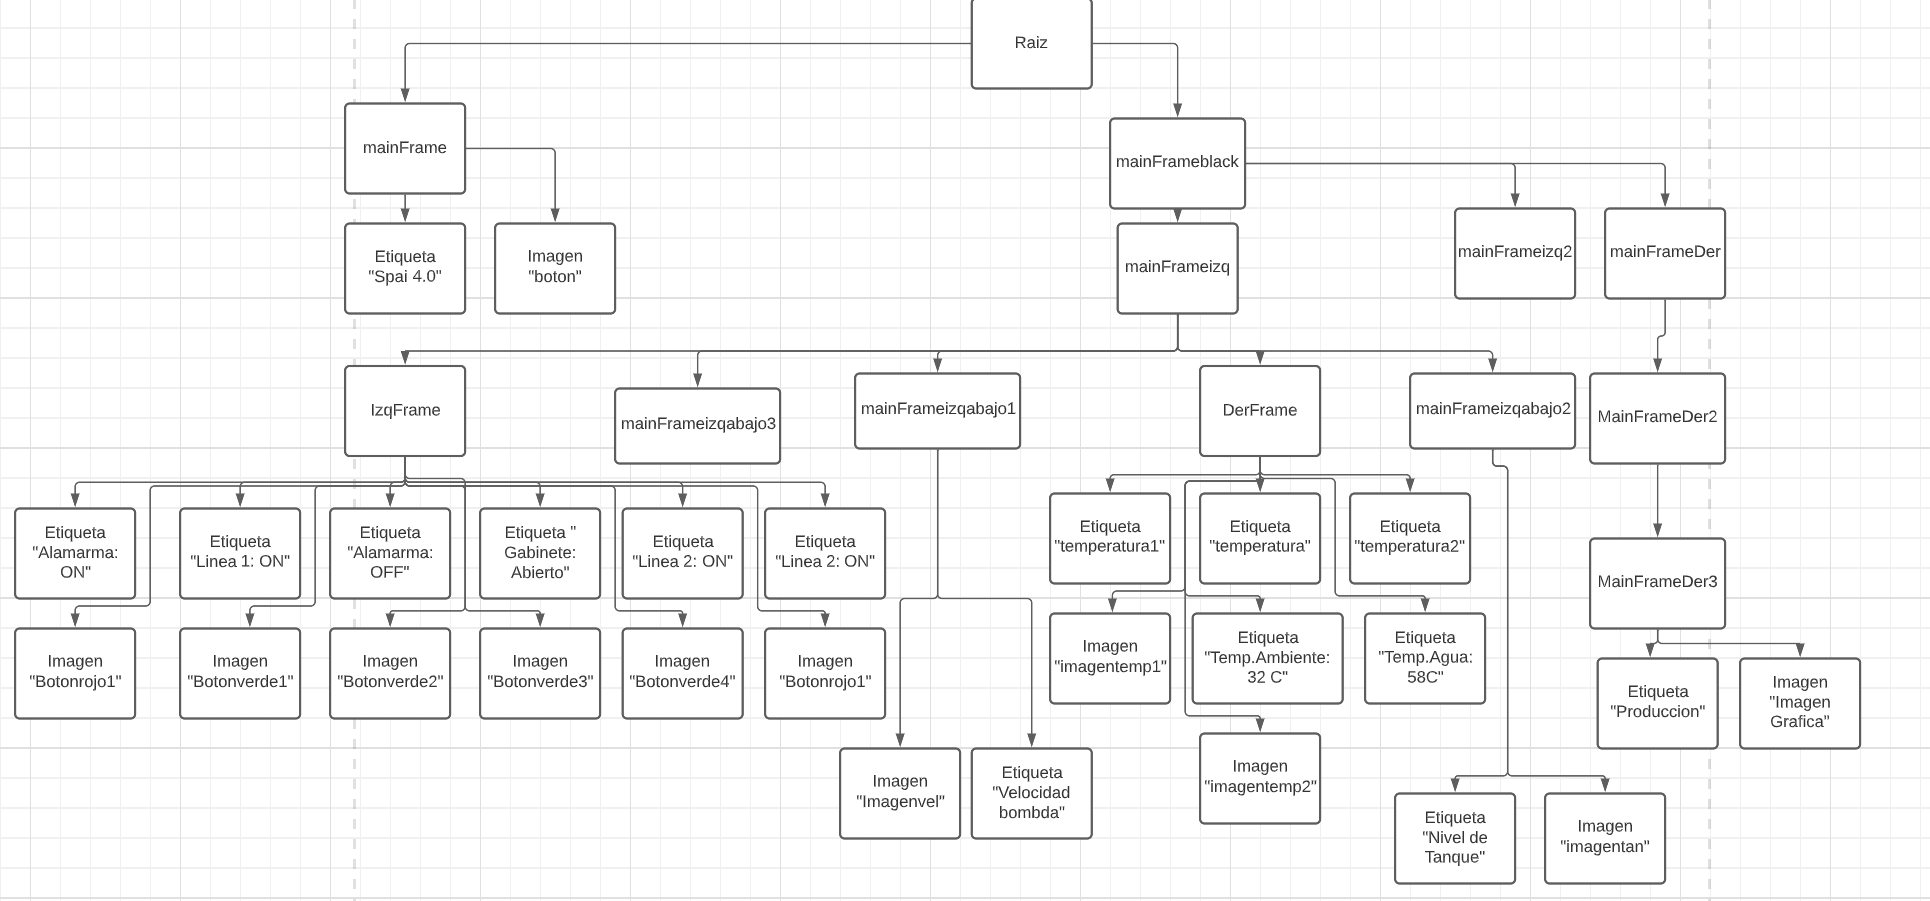 Raiz
mainFrame
mainFrameblack
Etiqueta
"Spai 4.0"
Imagen
"boton"
mainFrameizq
mainFrameizq2
mainFrameDer
IzqFrame
mainFrameizqabajo3
mainFrameizqabajo1
DerFrame
mainFrameizqabajo2
MainFrameDer2
Etiqueta
"Alamarma:
ON"
Etiqueta
"Linea 1: ON"
Etiqueta
"Alamarma:
OFF"
Etiqueta "
Gabinete:
Abierto"
Etiqueta
"Linea 2: ON"
Etiqueta
"Linea 2: ON"
Etiqueta
"temperatura1"
Etiqueta
"temperatura"
Etiqueta
"temperatura2"
MainFrameDer3
Imagen
"Botonrojo1"
Imagen
"Botonverde1"
Imagen
"Botonverde2"
Imagen
"Botonverde3"
Imagen
"Botonverde4"
Imagen
"Botonrojo1"
Imagen
"imagentemp1"
Etiqueta
"Temp.Ambiente:
32 C"
Etiqueta
"Temp.Agua:
58C"
Etiqueta
"Produccion"
Imagen
"Imagen
Grafica"
Imagen
"Imagenvel"
Etiqueta
"Velocidad
bombda"
Imagen
"imagentemp2"
Etiqueta
"Nivel de
Tanque"
Imagen
"imagentan"